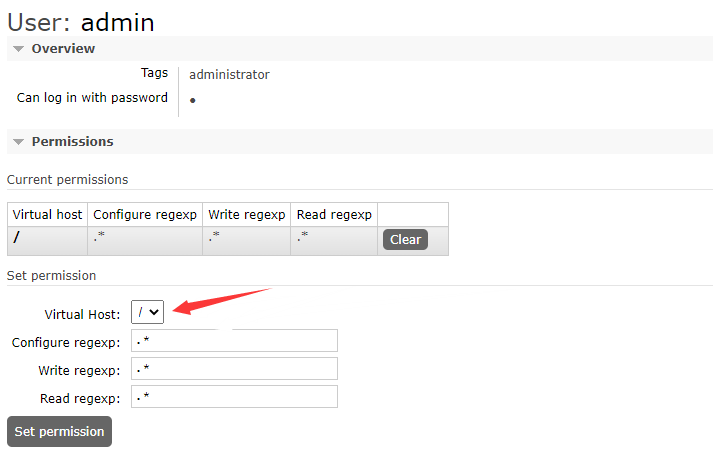 User: admin
Overview
Tags administrator
Can log in with password ●
Permissions
Current permissions
Virtual host Configure regexp Write regexp Read regexp
/ .* .* .* Clear
Set permission
Virtual Host: /
Configure regexp: .*
Write regexp: .*
Read regexp: .*
Set permission